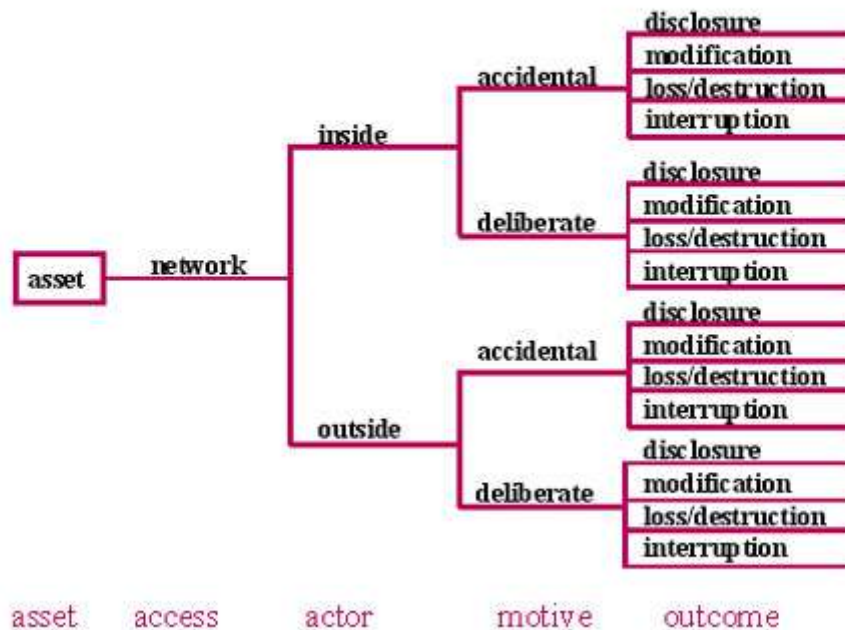 disclosure
modification
accidental
loss/destruction
interruption
inside
disclosure
modification
deliberate
loss/destruction
interruption
asset
network
disclosure
modification
accidental
loss/destruction
interruption
outside
disclosure
modification
deliberate
loss/destruction
interruption
asset access actor motive outcome